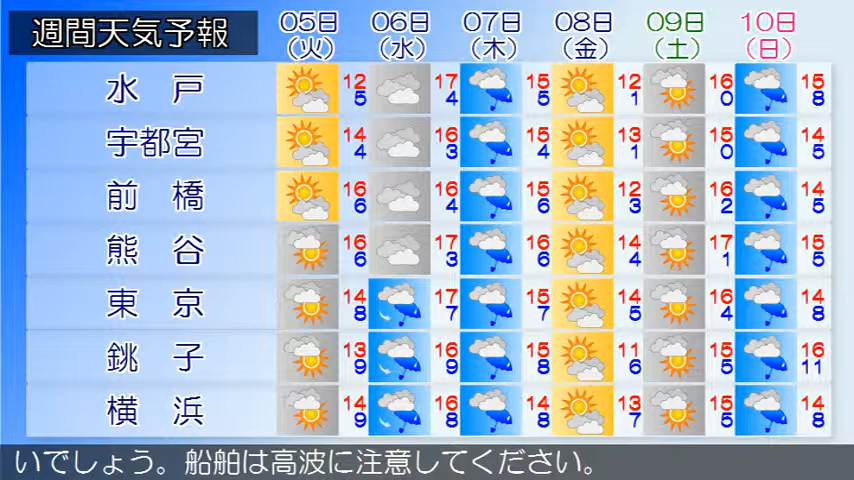 週間天気予報 05日 06日 07日 08日 09日 10日
(火) (水) (木) (金) (土) (日)
水戸 12 5 17 4 15 5 12 1 16 0 15 8
宇都宮 14 4 16 3 15 4 13 1 15 0 14 5
前橋 16 6 16 4 15 6 12 3 16 2 14 5
熊谷 16 6 17 3 16 6 14 4 17 1 15 5
東京 14 8 17 7 15 7 14 5 16 4 14 8
銚子 13 9 16 9 15 8 11 6 15 5 16 11
横浜 14 9 16 8 14 8 13 7 15 5 14 8
いでしょう。船舶は高波に注意してください。